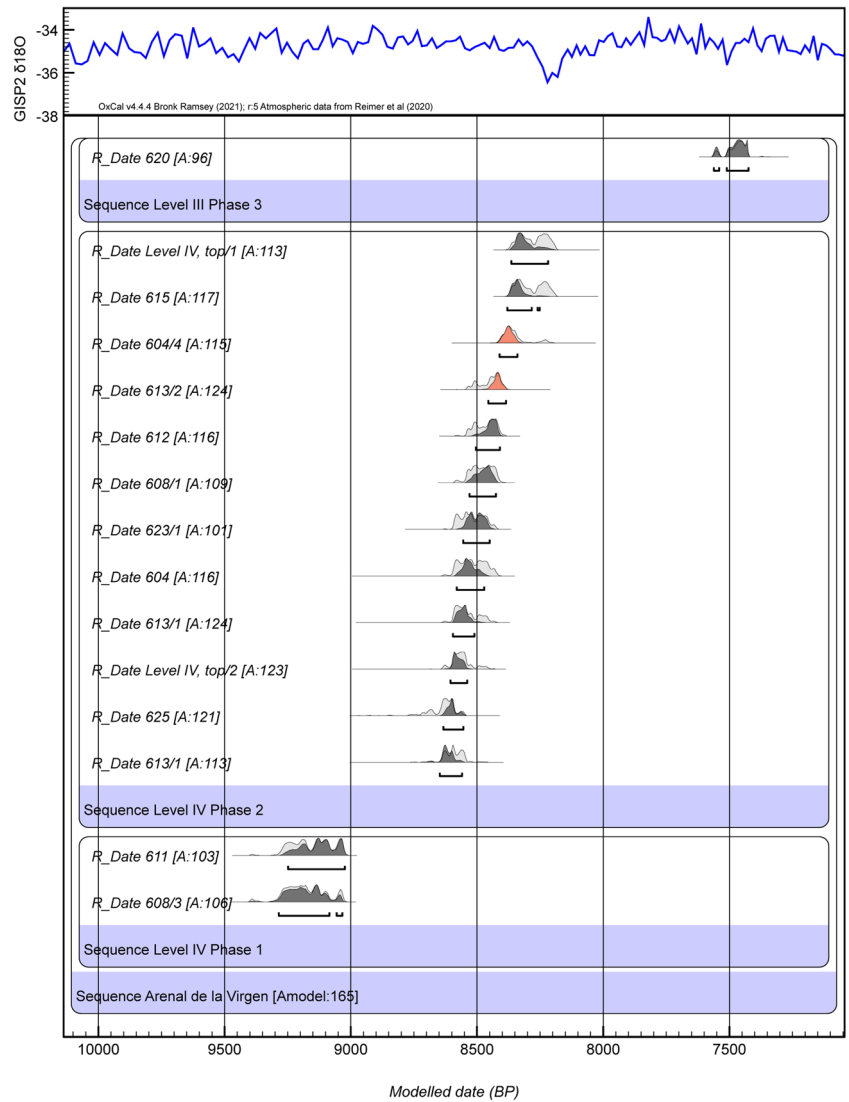 GISP2 δ18O
-34
-36
-38
OxCal v4.4.4 Bronk Ramsey (2021); r:5 Atmospheric data from Reimer et al (2020)
R_Date 620 [A:96]
Sequence Level III Phase 3
R_Date Level IV, top/1 [A:113]
R_Date 615 [A:117]
R_Date 604/4 [A:115]
R_Date 613/2 [A:124]
R_Date 612 [A:116]
R_Date 608/1 [A:109]
R_Date 623/1 [A:101]
R_Date 604 [A:116]
R_Date 613/1 [A:124]
R_Date Level IV, top/2 [A:123]
R_Date 625 [A:121]
R_Date 613/1 [A:113]
Sequence Level IV Phase 2
R_Date 611 [A:103]
R_Date 608/3 [A:106]
Sequence Level IV Phase 1
Sequence Arenal de la Virgen [Amodel:165]
10000 9500 9000 8500 8000 7500
Modelled date (BP)